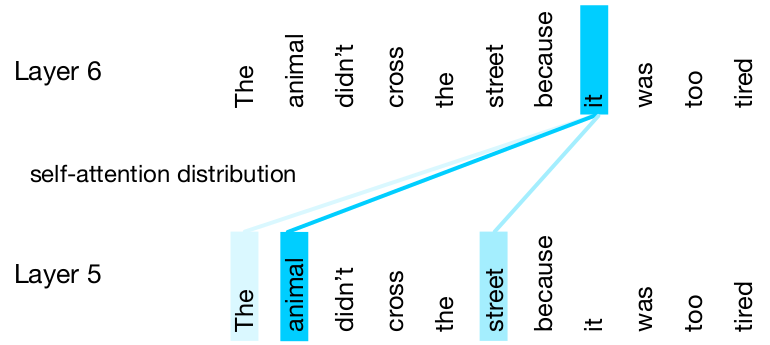 Layer 6 The animal didn't cross the street because it was too tired
self-attention distribution
Layer 5 The animal didn't cross the street because it was too tired